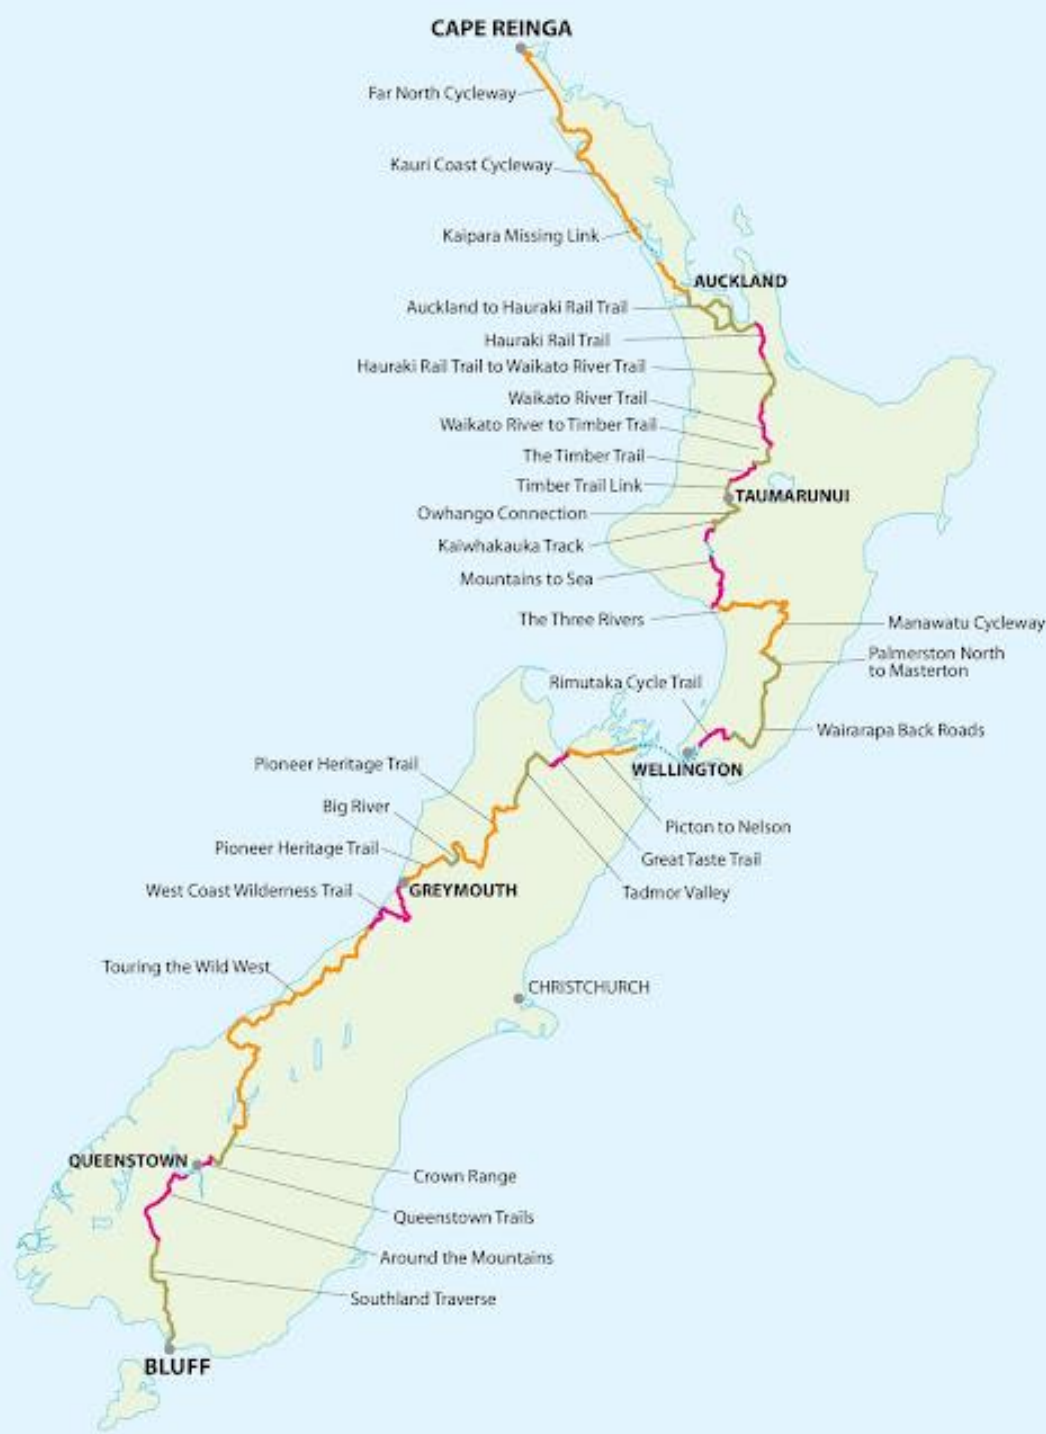 CAPE REINGA
Far North Cycleway
Kauri Coast Cycleway
Kaipara Missing Link
AUCKLAND
Auckland to Hauraki Rail Trail
Hauraki Rail Trail
Hauraki Rail Trail to Waikato River Trail
Waikato River Trail
Waikato River to Timber Trail
The Timber Trail
Timber Trail Link
TAUMARUNUI
Owhango Connection
Kaiwhakauka Track
Mountains to Sea
The Three Rivers
Manawatu Cycleway
Palmerston North
to Masterton
Rimutaka Cycle Trail
Wairarapa Back Roads
WELLINGTON
Pioneer Heritage Trail
Big River
Picton to Nelson
Pioneer Heritage Trail
Great Taste Trail
West Coast Wilderness Trail
GREYMOUTH
Tadmor Valley
Touring the Wild West
CHRISTCHURCH
QUEENSTOWN
Crown Range
Queenstown Trails
Around the Mountains
Southland Traverse
BLUFF